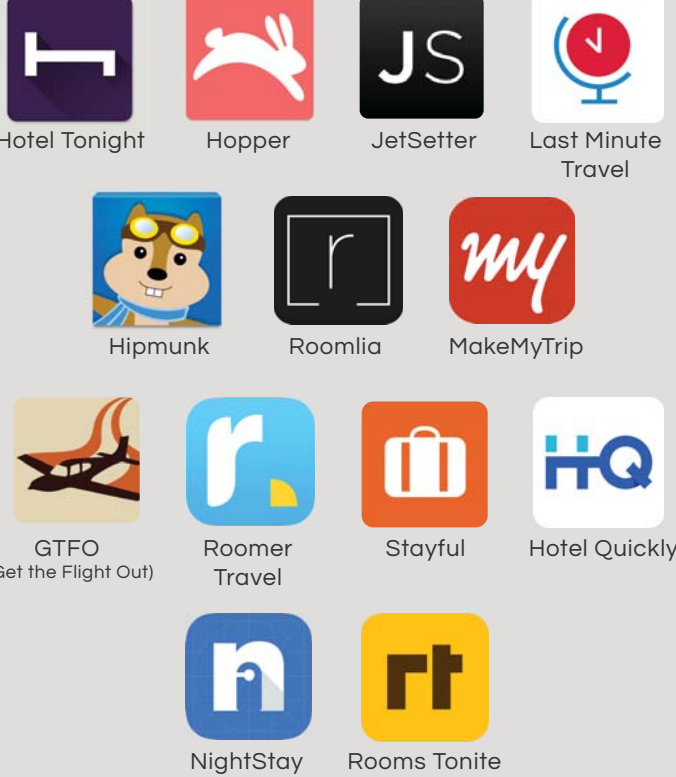 JS
Hotel Tonight
Hopper
JetSetter
Last Minute
Travel
r
my
Hipmunk
Roomlia
MakeMyTrip
r.
HQ
GTFO
(Get the Flight Out)
Roomer
Travel
Stayful
Hotel Quickly
n
rt
NightStay
Rooms Tonite